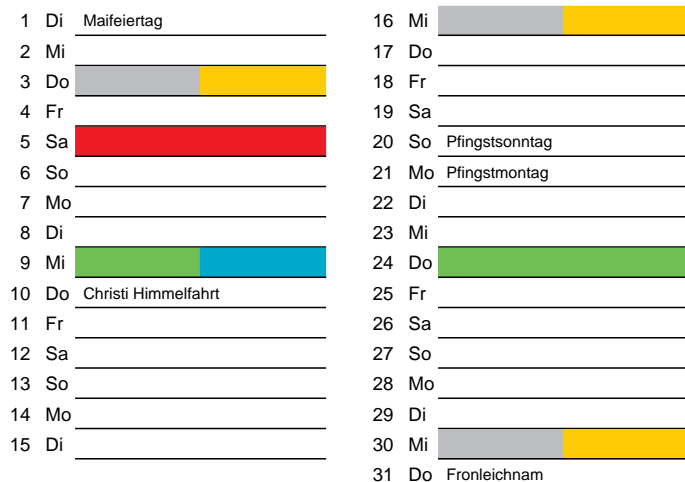 1 Di Maifeiertag
2 Mi
3 Do
4 Fr
5 Sa
6 So
7 Mo
8 Di
9 Mi
10 Do Christi Himmelfahrt
11 Fr
12 Sa
13 So
14 Mo
15 Di
16 Mi
17 Do
18 Fr
19 Sa
20 So Pfingstsonntag
21 Mo Pfingstmontag
22 Di
23 Mi
24 Do
25 Fr
26 Sa
27 So
28 Mo
29 Di
30 Mi
31 Do Fronleichnam